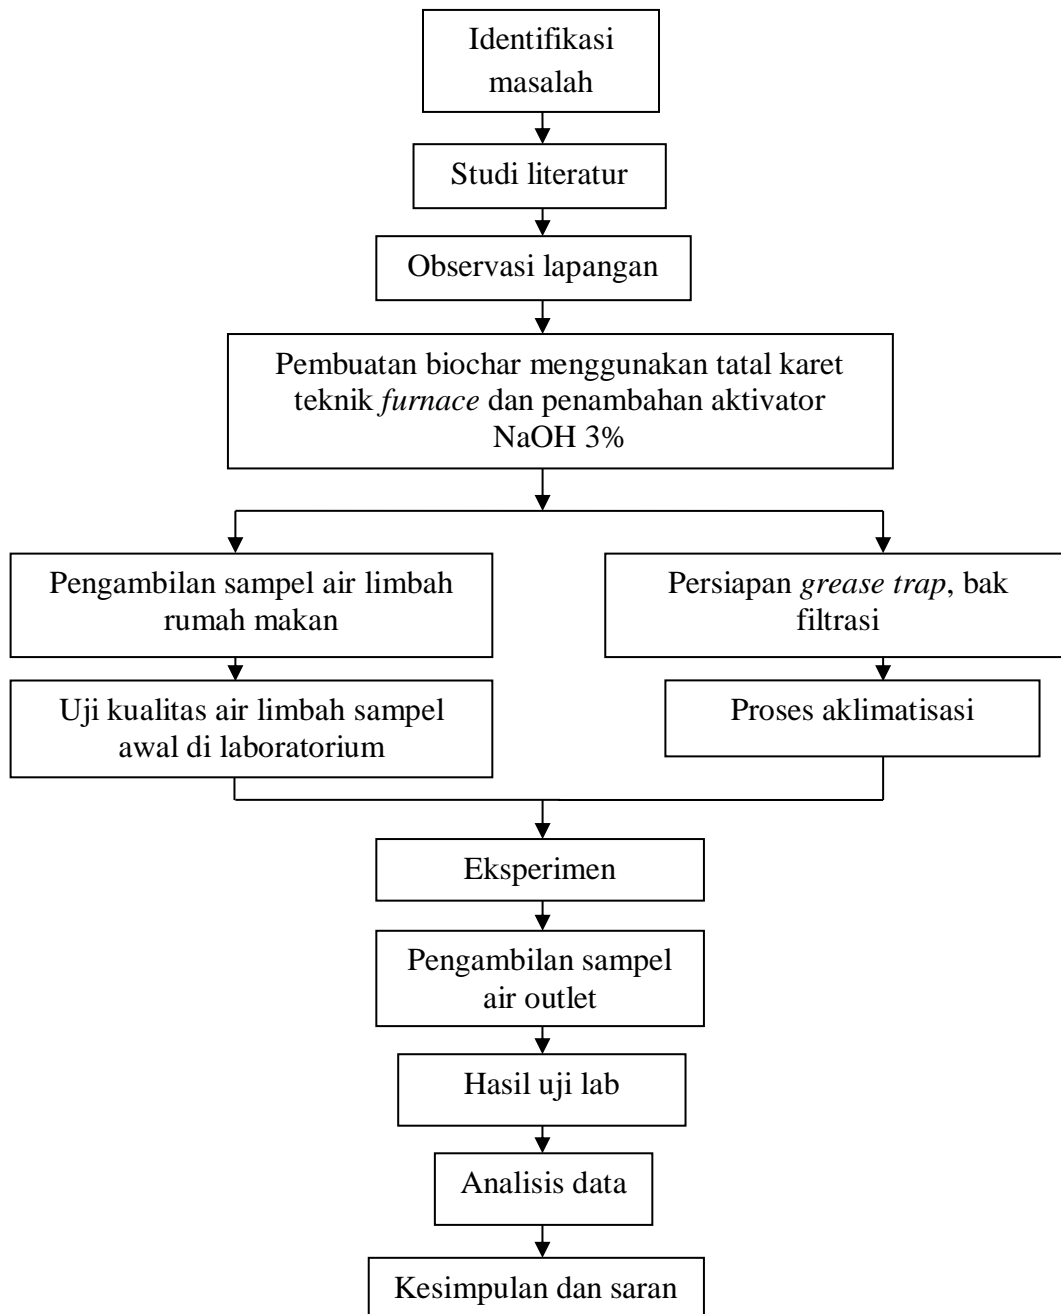 Identifikasi
masalah
Studi literatur
Observasi lapangan
Pembuatan biochar menggunakan tatal karet
teknik furnace dan penambahan aktivator
NaOH 3%
Pengambilan sampel air limbah
rumah makan
Persiapan grease trap, bak
filtrasi
Uji kualitas air limbah sampel
awal di laboratorium
Proses aklimatisasi
Eksperimen
Pengambilan sampel
air outlet
Hasil uji lab
Analisis data
Kesimpulan dan saran